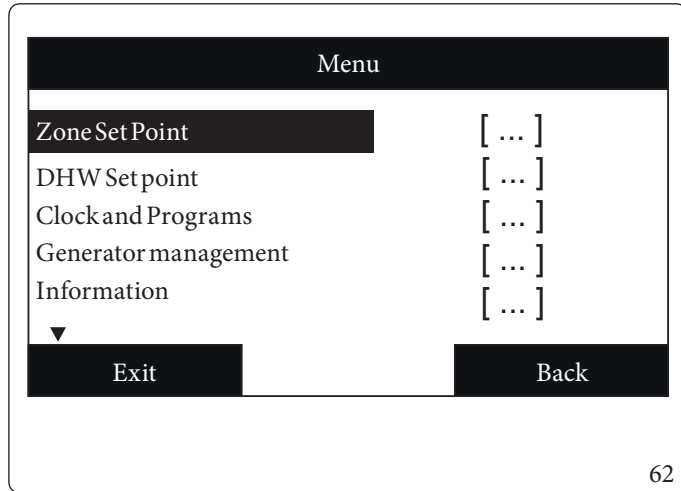 Menu
Zone Set Point [ ... ]
DHW Set point [ ... ]
Clock and Programs [ ... ]
Generator management [ ... ]
Information [ ... ]
▼
Exit Back
62